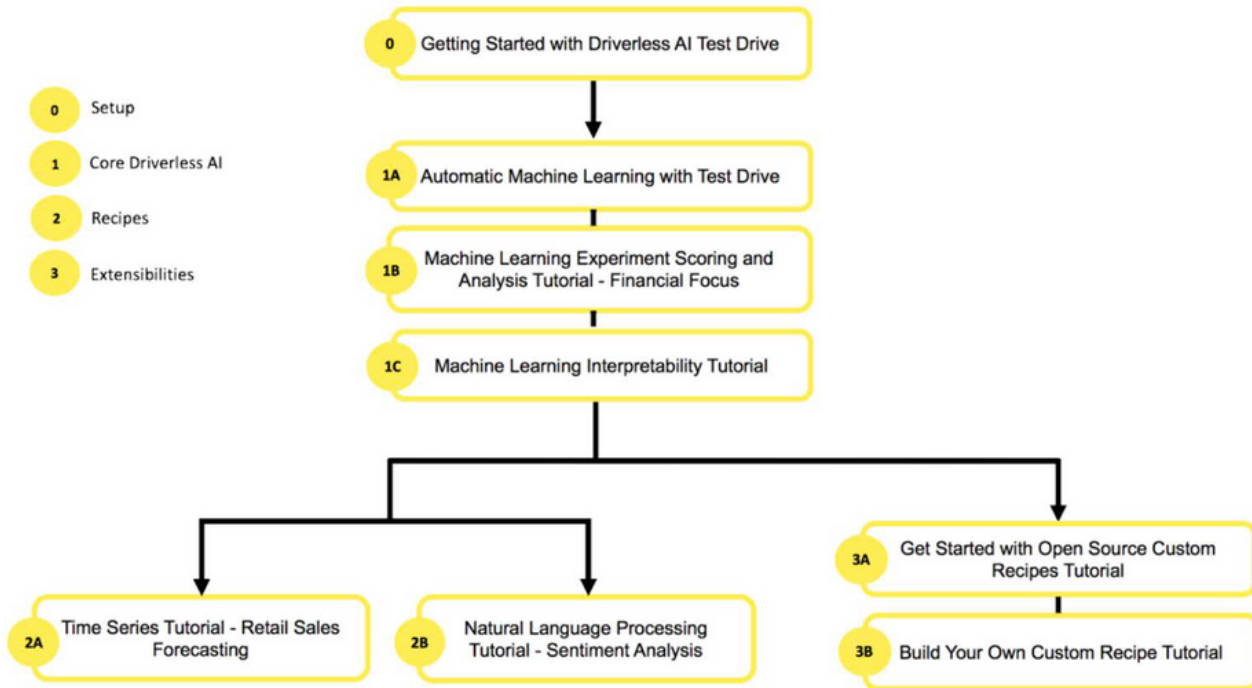 0 Getting Started with Driverless AI Test Drive
0 Setup
1 Core Driverless AI
2 Recipes
3 Extensibilities
1A Automatic Machine Learning with Test Drive
1B Machine Learning Experiment Scoring and
Analysis Tutorial - Financial Focus
1C Machine Learning Interpretability Tutorial
2A Time Series Tutorial - Retail Sales
Forecasting
2B Natural Language Processing
Tutorial - Sentiment Analysis
3A Get Started with Open Source Custom
Recipes Tutorial
3B Build Your Own Custom Recipe Tutorial